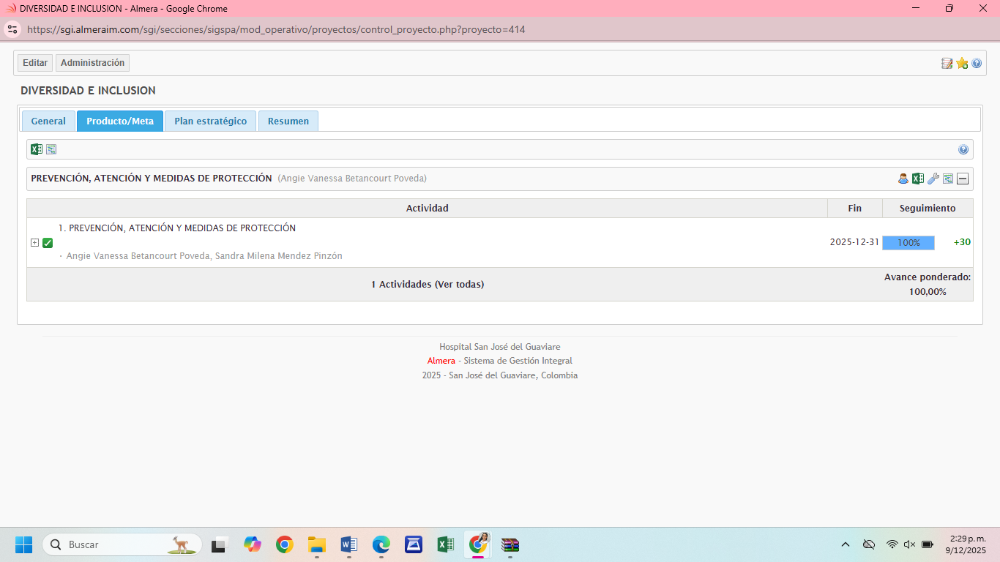 DIVERSIDAD E INCLUSION - Almera - Google Chrome
https://sgi.almeraim.com/sgi/secciones/sigspa/mod_operativo/proyectos/control_proyecto.php?proyecto=414
Editar Administración
DIVERSIDAD E INCLUSION
General Producto/Meta Plan estratégico Resumen
PREVENCIÓN, ATENCIÓN Y MEDIDAS DE PROTECCIÓN (Angie Vanessa Betancourt Poveda)
Actividad Fin Seguimiento
1. PREVENCIÓN, ATENCIÓN Y MEDIDAS DE PROTECCIÓN
2025-12-31 100% +30
· Angie Vanessa Betancourt Poveda, Sandra Milena Mendez Pinzón
1 Actividades (Ver todas) Avance ponderado:
100,00%
Hospital San José del Guaviare
Almera - Sistema de Gestión Integral
2025 - San José del Guaviare, Colombia
Buscar
2:29 p. m.
9/12/2025